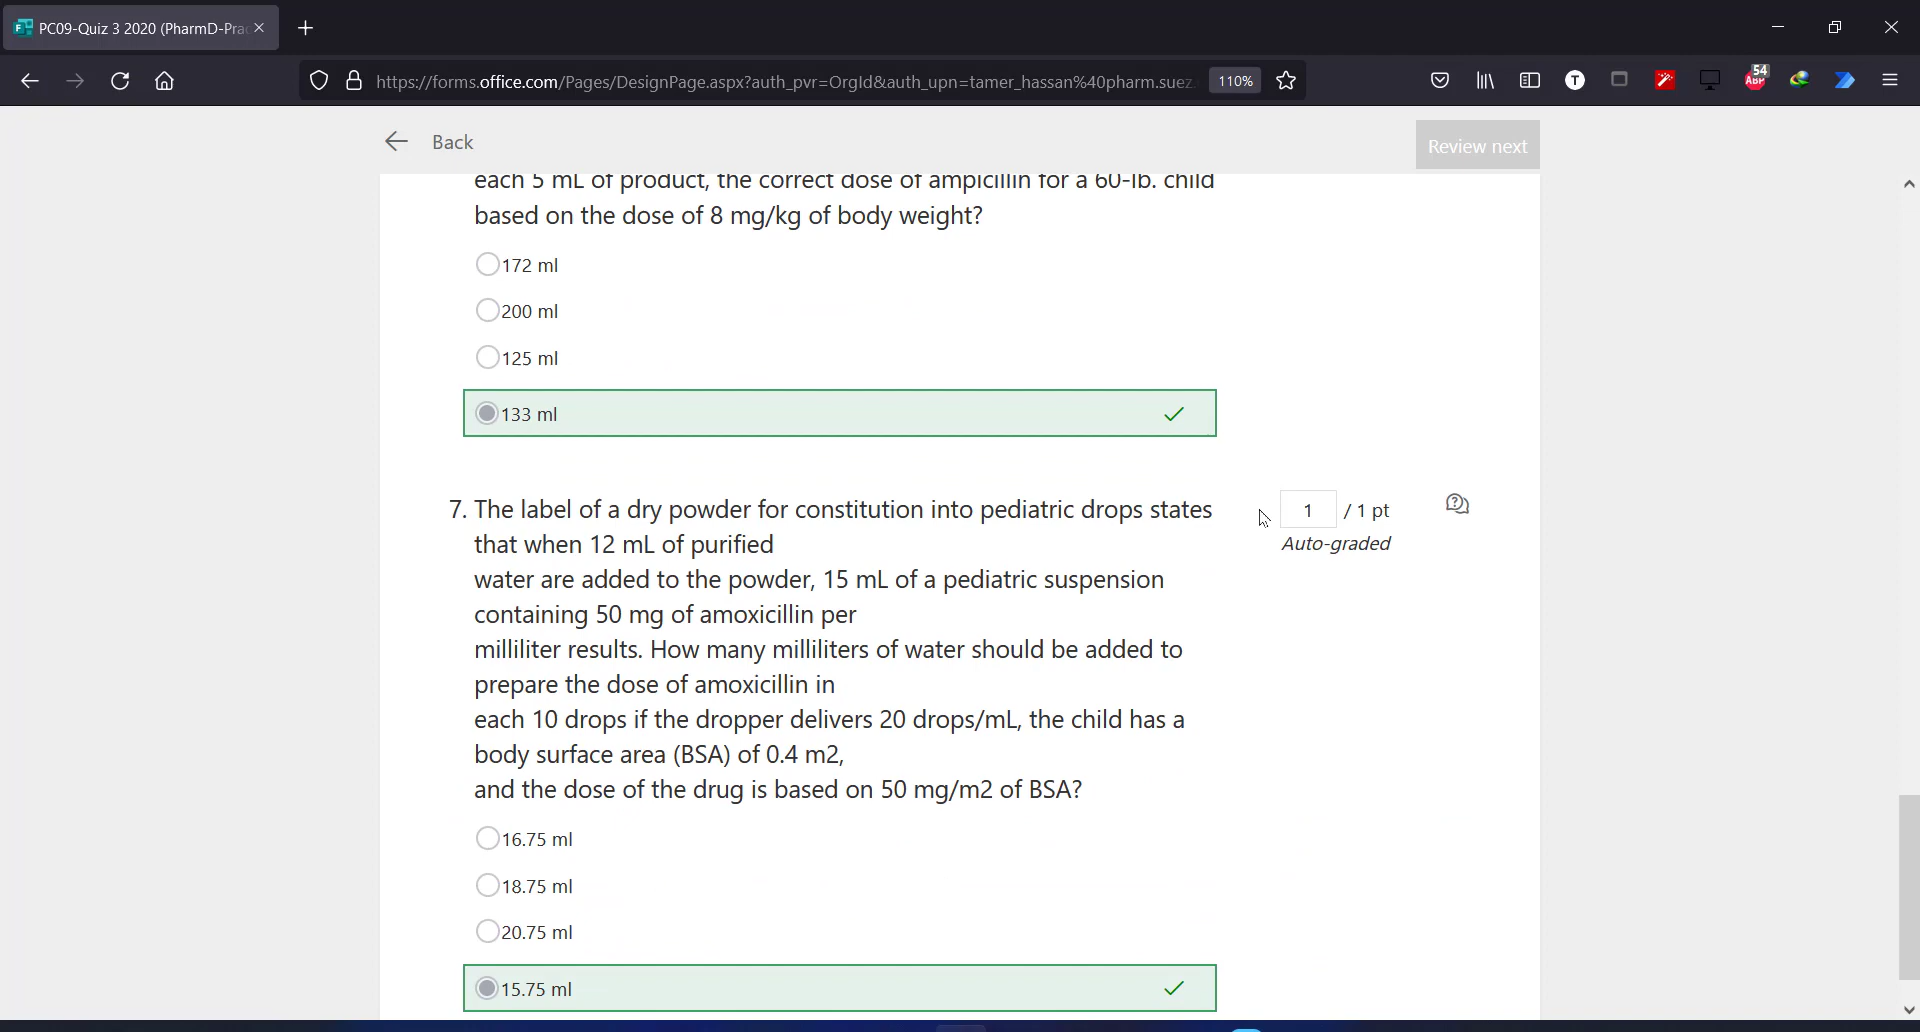 PC09-Quiz 3 2020 (PharmD-Prac
https://forms.office.com/Pages/DesignPage.aspx?auth_pvr=OrgId&auth_upn=tamer_hassan%40pharm.suez
110%
T
54
ABP
Back
Review next
each 5 mL of product, the correct dose of ampicillin for a 60-lb. child
based on the dose of 8 mg/kg of body weight?
172 ml
200 ml
125 ml
133 ml
7. The label of a dry powder for constitution into pediatric drops states
that when 12 mL of purified
water are added to the powder, 15 mL of a pediatric suspension
containing 50 mg of amoxicillin per
milliliter results. How many milliliters of water should be added to
prepare the dose of amoxicillin in
each 10 drops if the dropper delivers 20 drops/mL, the child has a
body surface area (BSA) of 0.4 m2,
and the dose of the drug is based on 50 mg/m2 of BSA?
1 / 1 pt
Auto-graded
16.75 ml
18.75 ml
20.75 ml
15.75 ml